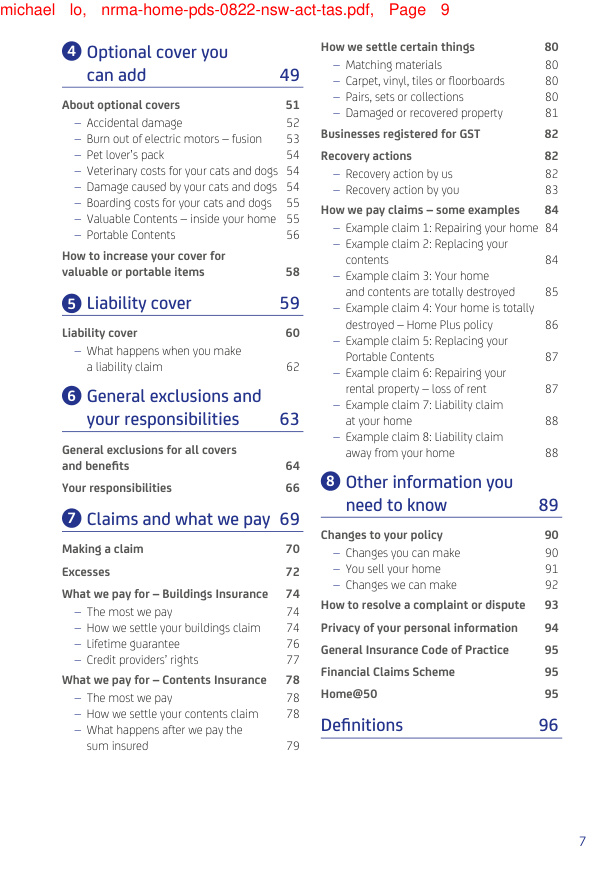 michael lo, nrma-home-pds-0822-nsw-act-tas.pdf, Page 9
4 Optional cover you
can add 49
About optional covers 51
– Accidental damage 52
– Burn out of electric motors – fusion 53
– Pet lover's pack 54
– Veterinary costs for your cats and dogs 54
– Damage caused by your cats and dogs 54
– Boarding costs for your cats and dogs 55
– Valuable Contents – inside your home 55
– Portable Contents 56
How to increase your cover for
valuable or portable items 58
5 Liability cover 59
Liability cover 60
– What happens when you make
a liability claim 62
6 General exclusions and
your responsibilities 63
General exclusions for all covers
and benefits 64
Your responsibilities 66
7 Claims and what we pay 69
Making a claim 70
Excesses 72
What we pay for – Buildings Insurance 74
– The most we pay 74
– How we settle your buildings claim 74
– Lifetime guarantee 76
– Credit providers' rights 77
What we pay for – Contents Insurance 78
– The most we pay 78
– How we settle your contents claim 78
– What happens after we pay the
sum insured 79
How we settle certain things 80
– Matching materials 80
– Carpet, vinyl, tiles or floorboards 80
– Pairs, sets or collections 80
– Damaged or recovered property 81
Businesses registered for GST 82
Recovery actions 82
– Recovery action by us 82
– Recovery action by you 83
How we pay claims – some examples 84
– Example claim 1: Repairing your home 84
– Example claim 2: Replacing your
contents 84
– Example claim 3: Your home
and contents are totally destroyed 85
– Example claim 4: Your home is totally
destroyed – Home Plus policy 86
– Example claim 5: Replacing your
Portable Contents 87
– Example claim 6: Repairing your
rental property – loss of rent 87
– Example claim 7: Liability claim
at your home 88
– Example claim 8: Liability claim
away from your home 88
8 Other information you
need to know 89
Changes to your policy 90
– Changes you can make 90
– You sell your home 91
– Changes we can make 92
How to resolve a complaint or dispute 93
Privacy of your personal information 94
General Insurance Code of Practice 95
Financial Claims Scheme 95
Home@50 95
Definitions 96
7